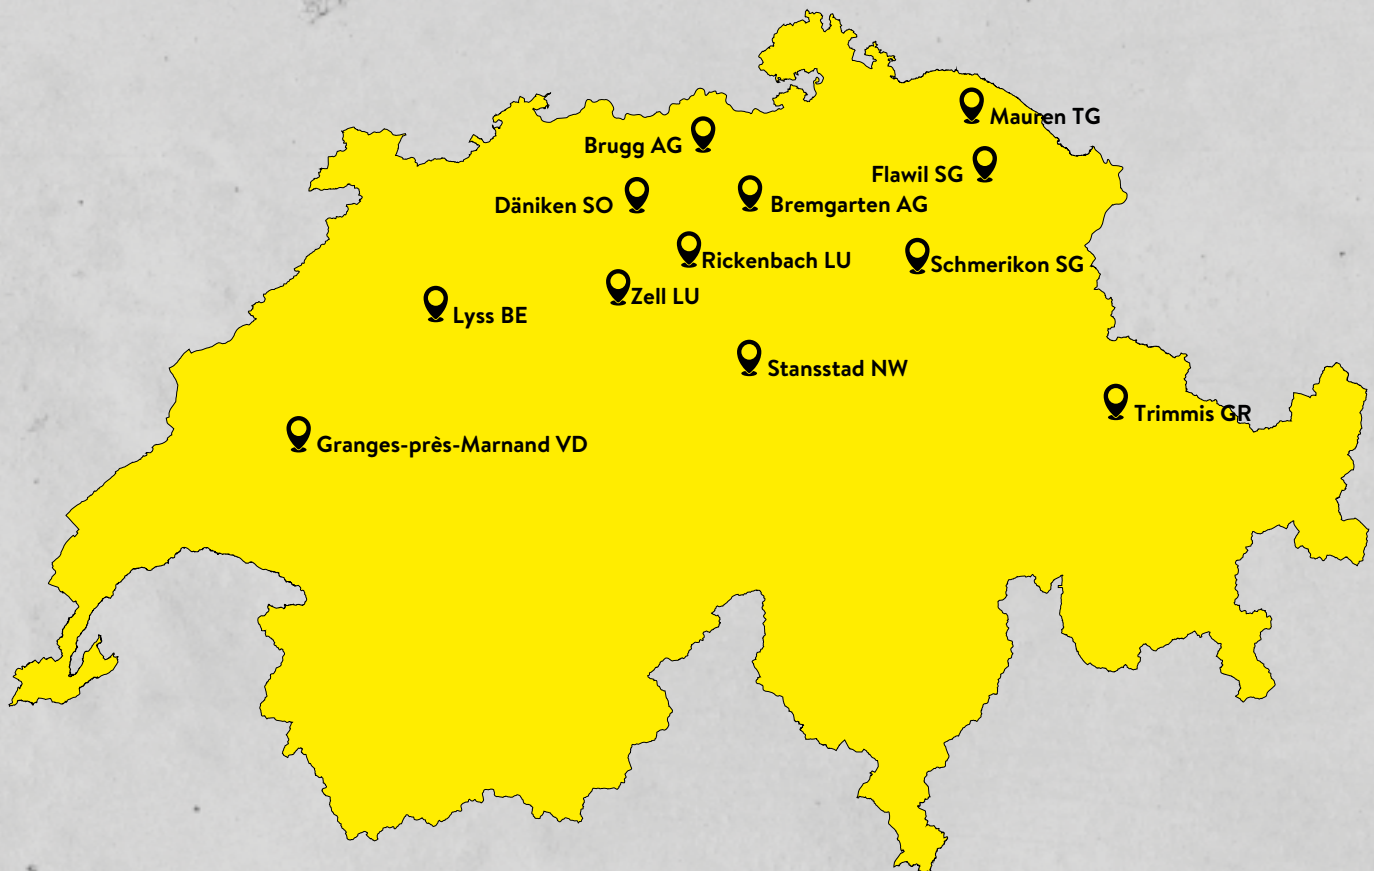 Mauren TG
Brugg AG
Flawil SG
Däniken SO
Bremgarten AG
Rickenbach LU
Schmerikon SG
Zell LU
Lyss BE
Stansstad NW
Trimmis GR
Granges-près-Marnand VD